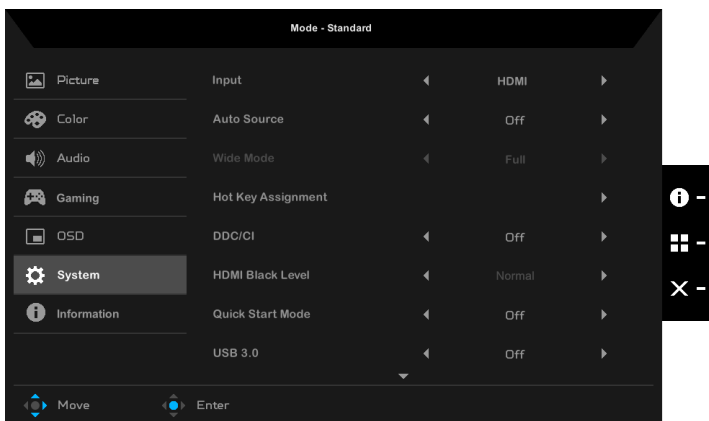 Mode - Standard
Picture
Input HDMI
Color
Auto Source Off
Audio
Wide Mode Full
Gaming
Hot Key Assignment
OSD
DDC/CI Off
System
HDMI Black Level Normal
Information
Quick Start Mode Off
USB 3.0 Off
Move Enter